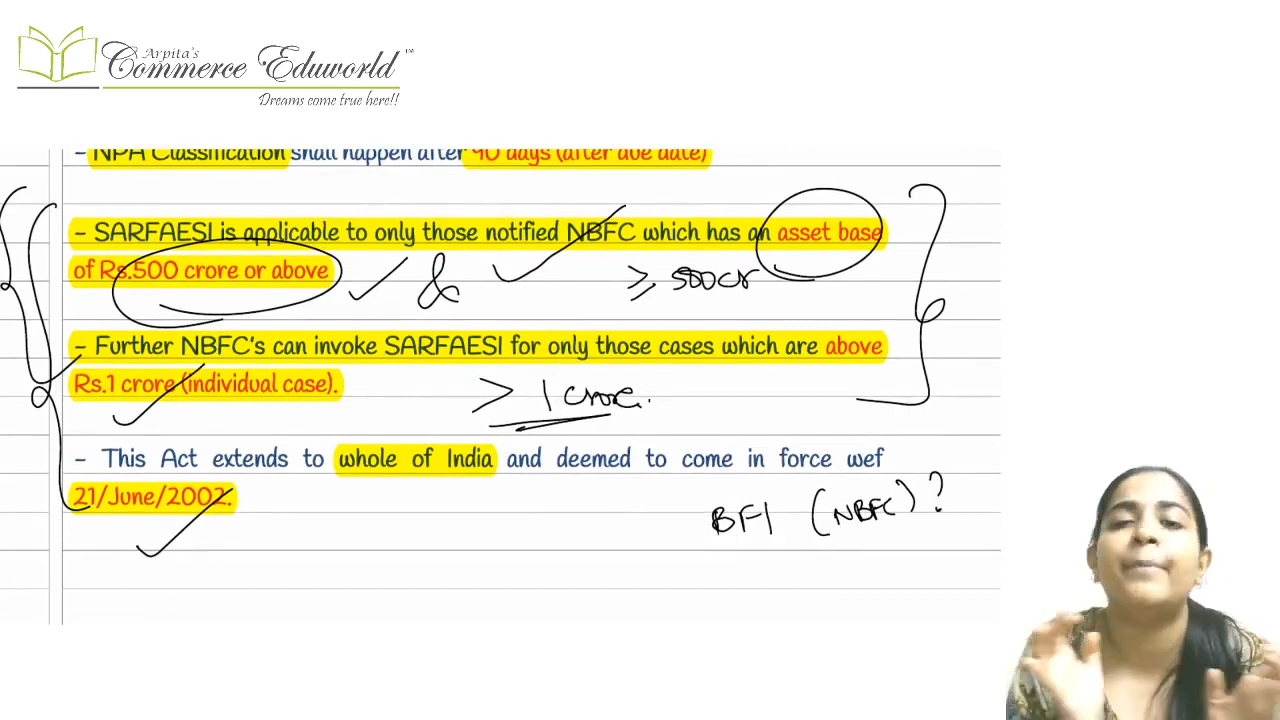 Arpita's
Commerce Eduworld™
Dreams come true here!!
- NPA Classification shall happen after 90 days (after due date)
- SARFAESI is applicable to only those notified NBFC which has an asset base
of Rs.500 crore or above
& ≥ 500cr
- Further NBFC's can invoke SARFAESI for only those cases which are above
Rs.1 crore (individual case).
> 1 crore.
- This Act extends to whole of India and deemed to come in force wef
21/June/2002.
BFI (NBFC) ?